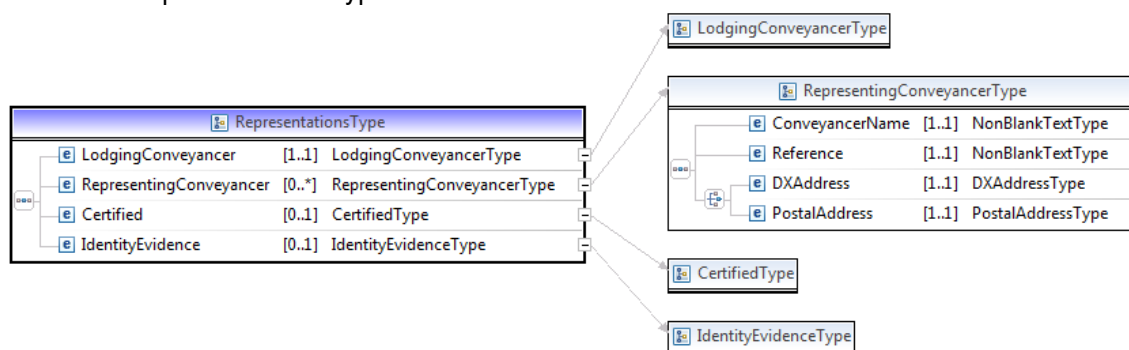 LodgingConveyancerType
RepresentationsType
LodgingConveyancer [1..1] LodgingConveyancerType
RepresentingConveyancer [0..*] RepresentingConveyancerType
Certified [0..1] CertifiedType
IdentityEvidence [0..1] IdentityEvidenceType
RepresentingConveyancerType
ConveyancerName [1..1] NonBlankTextType
Reference [1..1] NonBlankTextType
DXAddress [1..1] DXAddressType
PostalAddress [1..1] PostalAddressType
CertifiedType
IdentityEvidenceType